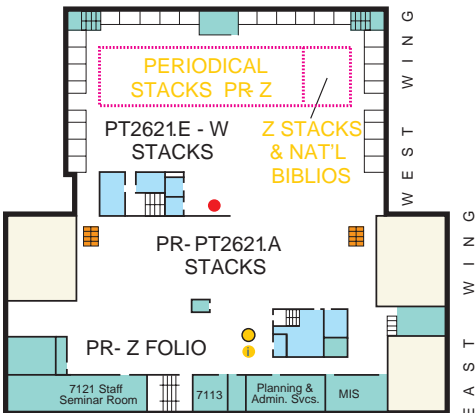 PERIODICAL
STACKS PR-Z
PT2621.E - W
STACKS
Z STACKS
& NAT'L
BIBLIOS
WEST WING
PR-PT2621.A
STACKS
EAST WING
PR- Z FOLIO
i
7121 Staff
Seminar Room
7113
Planning &
Admin. Svcs.
MIS